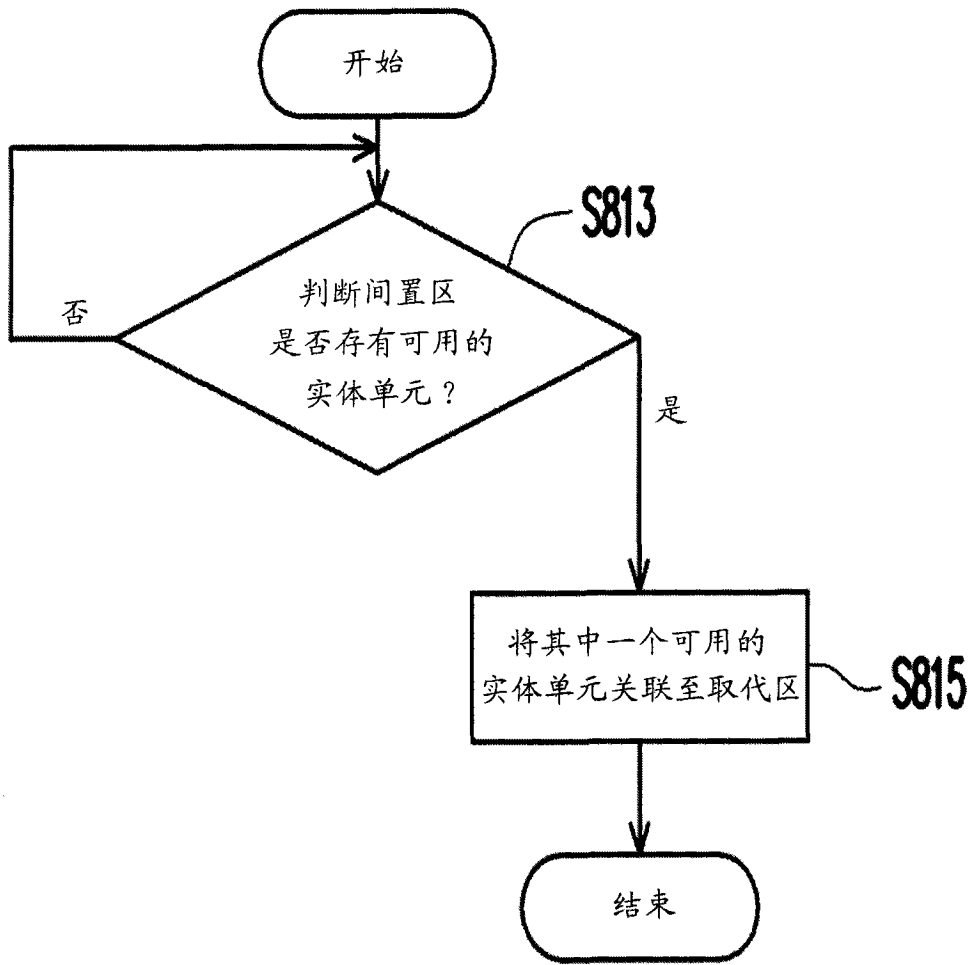 开始
S813
判断间置区
是否存有可用的
实体单元？
否
是
将其中一个可用的
实体单元关联至取代区
S815
结束